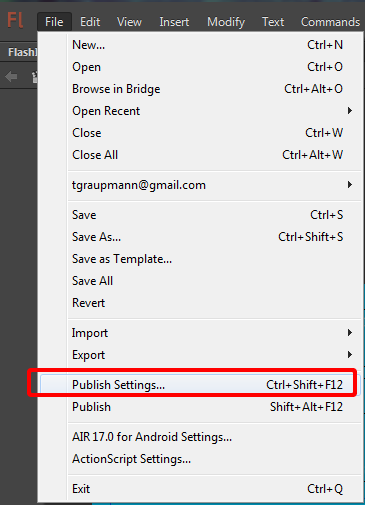 Fl File Edit View Insert Modify Text Commands
New... Ctrl+N
Open Ctrl+O
Browse in Bridge Ctrl+Alt+O
Open Recent
Close Ctrl+W
Close All Ctrl+Alt+W
tgraupmann@gmail.com
Save Ctrl+S
Save As... Ctrl+Shift+S
Save as Template...
Save All
Revert
Import
Export
Publish Settings... Ctrl+Shift+F12
Publish Shift+Alt+F12
AIR 17.0 for Android Settings...
ActionScript Settings...
Exit Ctrl+Q